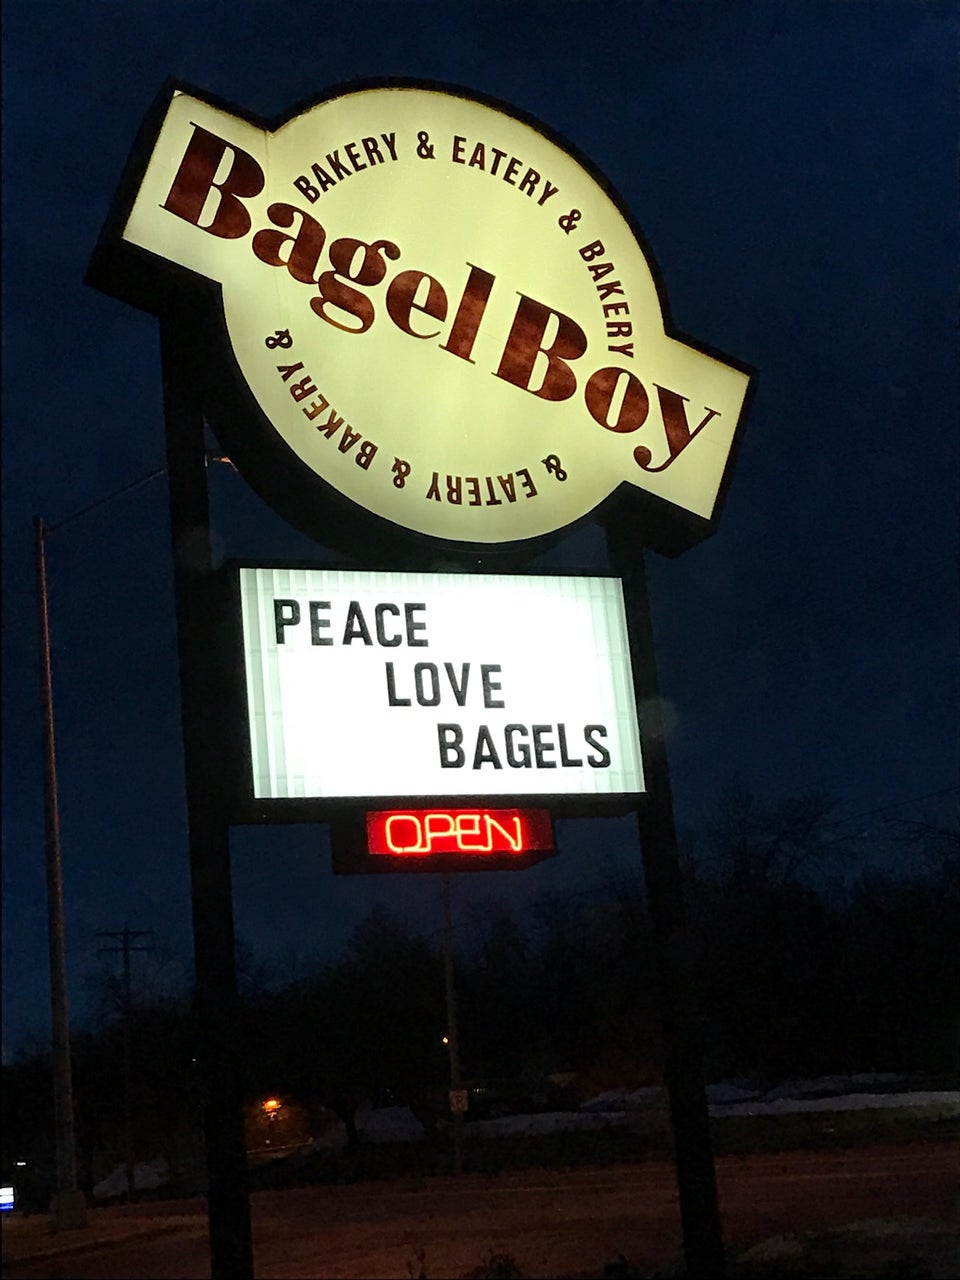 BAKERY & EATERY & BAKERY
Bagel Boy
& EATERY & BAKERY &
PEACE
LOVE
BAGELS
OPEN